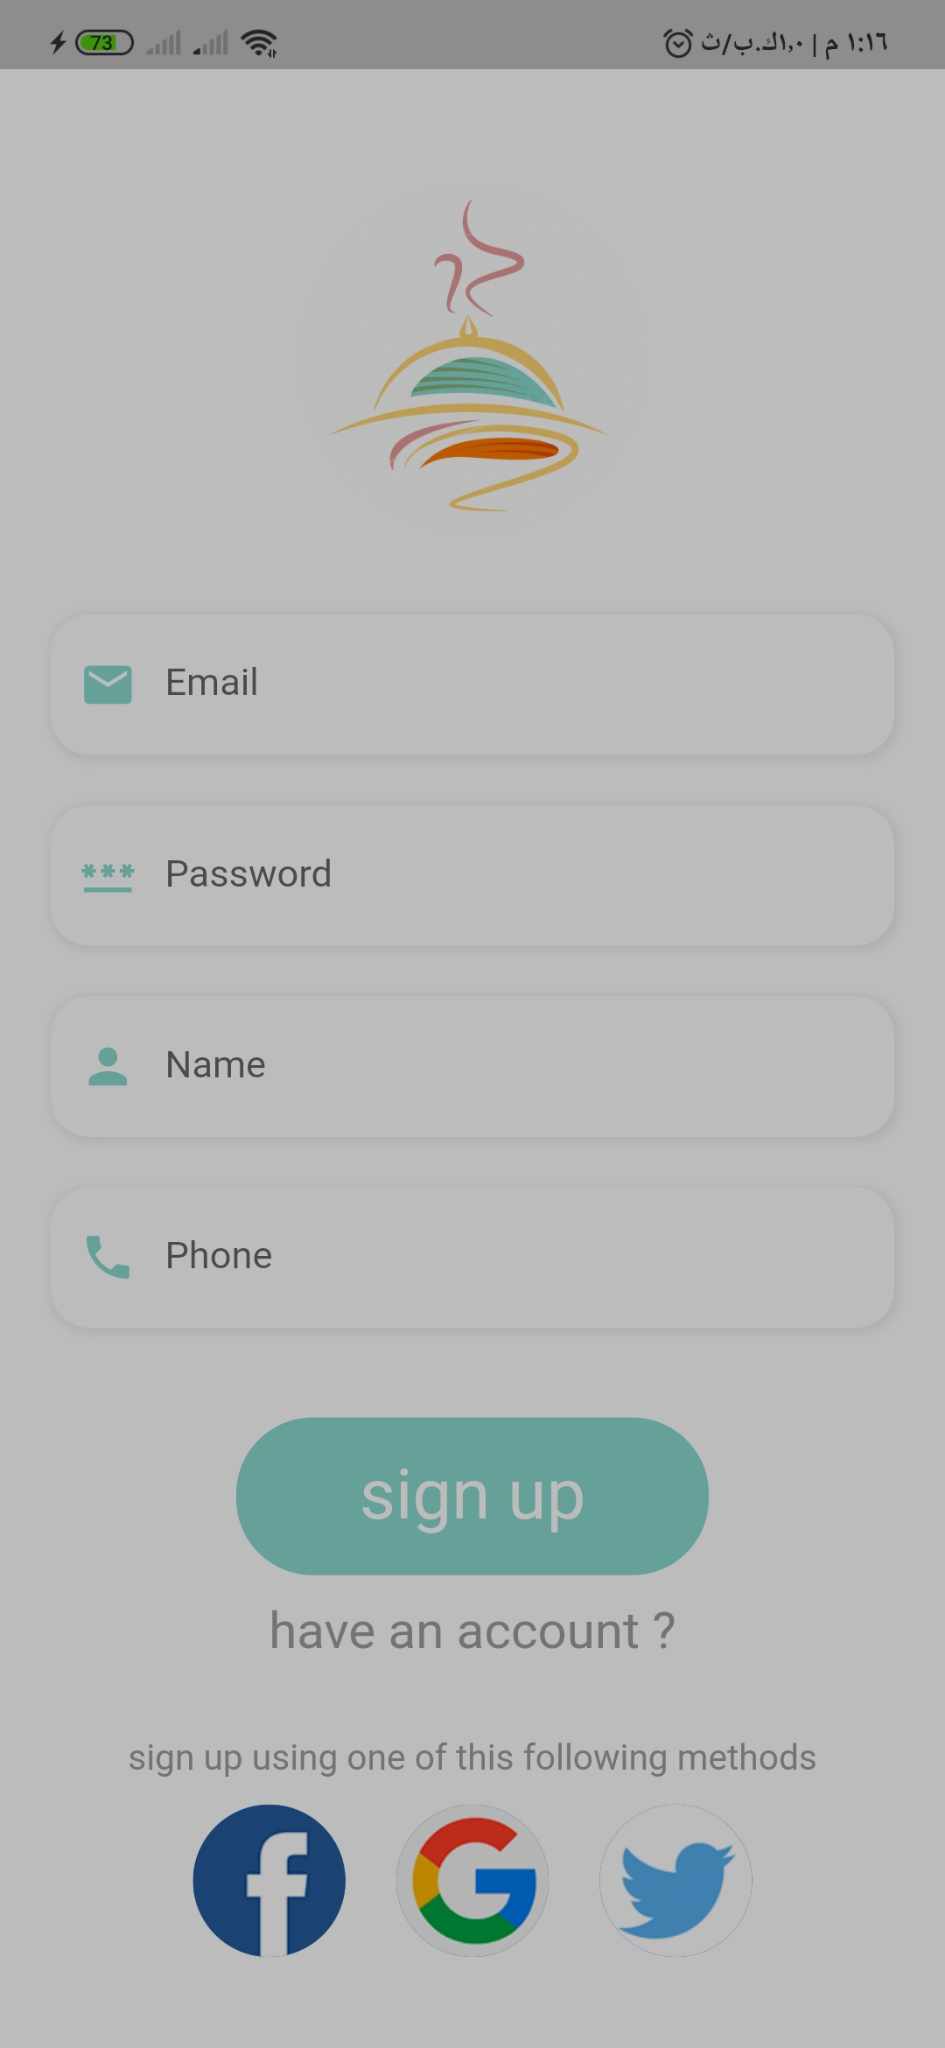 73
١:١٦ م | ١,٠ك.ب/ث
Email
Password
Name
Phone
sign up
have an account ?
sign up using one of this following methods